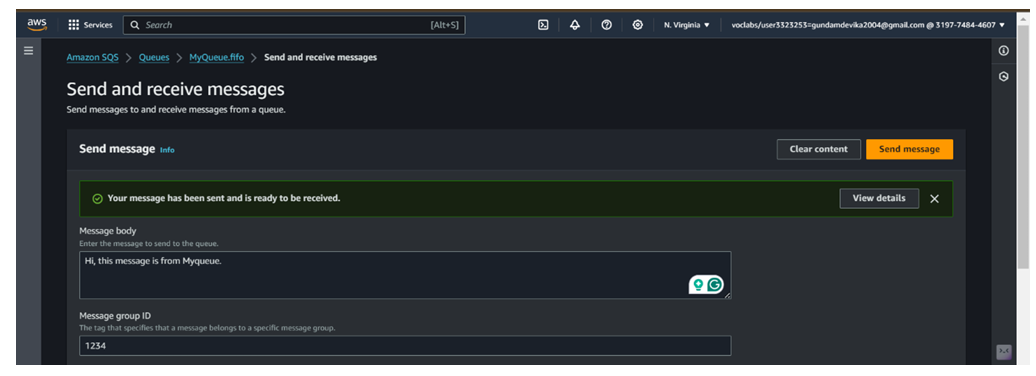 aws Services Search [Alt+S] N. Virginia ▼ voclabs/user3323253=gundamdevika2004@gmail.com @ 3197-7484-4607 ▼
Amazon SQS > Queues > MyQueue.fifo > Send and receive messages
Send and receive messages
Send messages to and receive messages from a queue.
Send message Info Clear content Send message
Your message has been sent and is ready to be received. View details
Message body
Enter the message to send to the queue.
Hi, this message is from Myqueue.
Message group ID
The tag that specifies that a message belongs to a specific message group.
1234